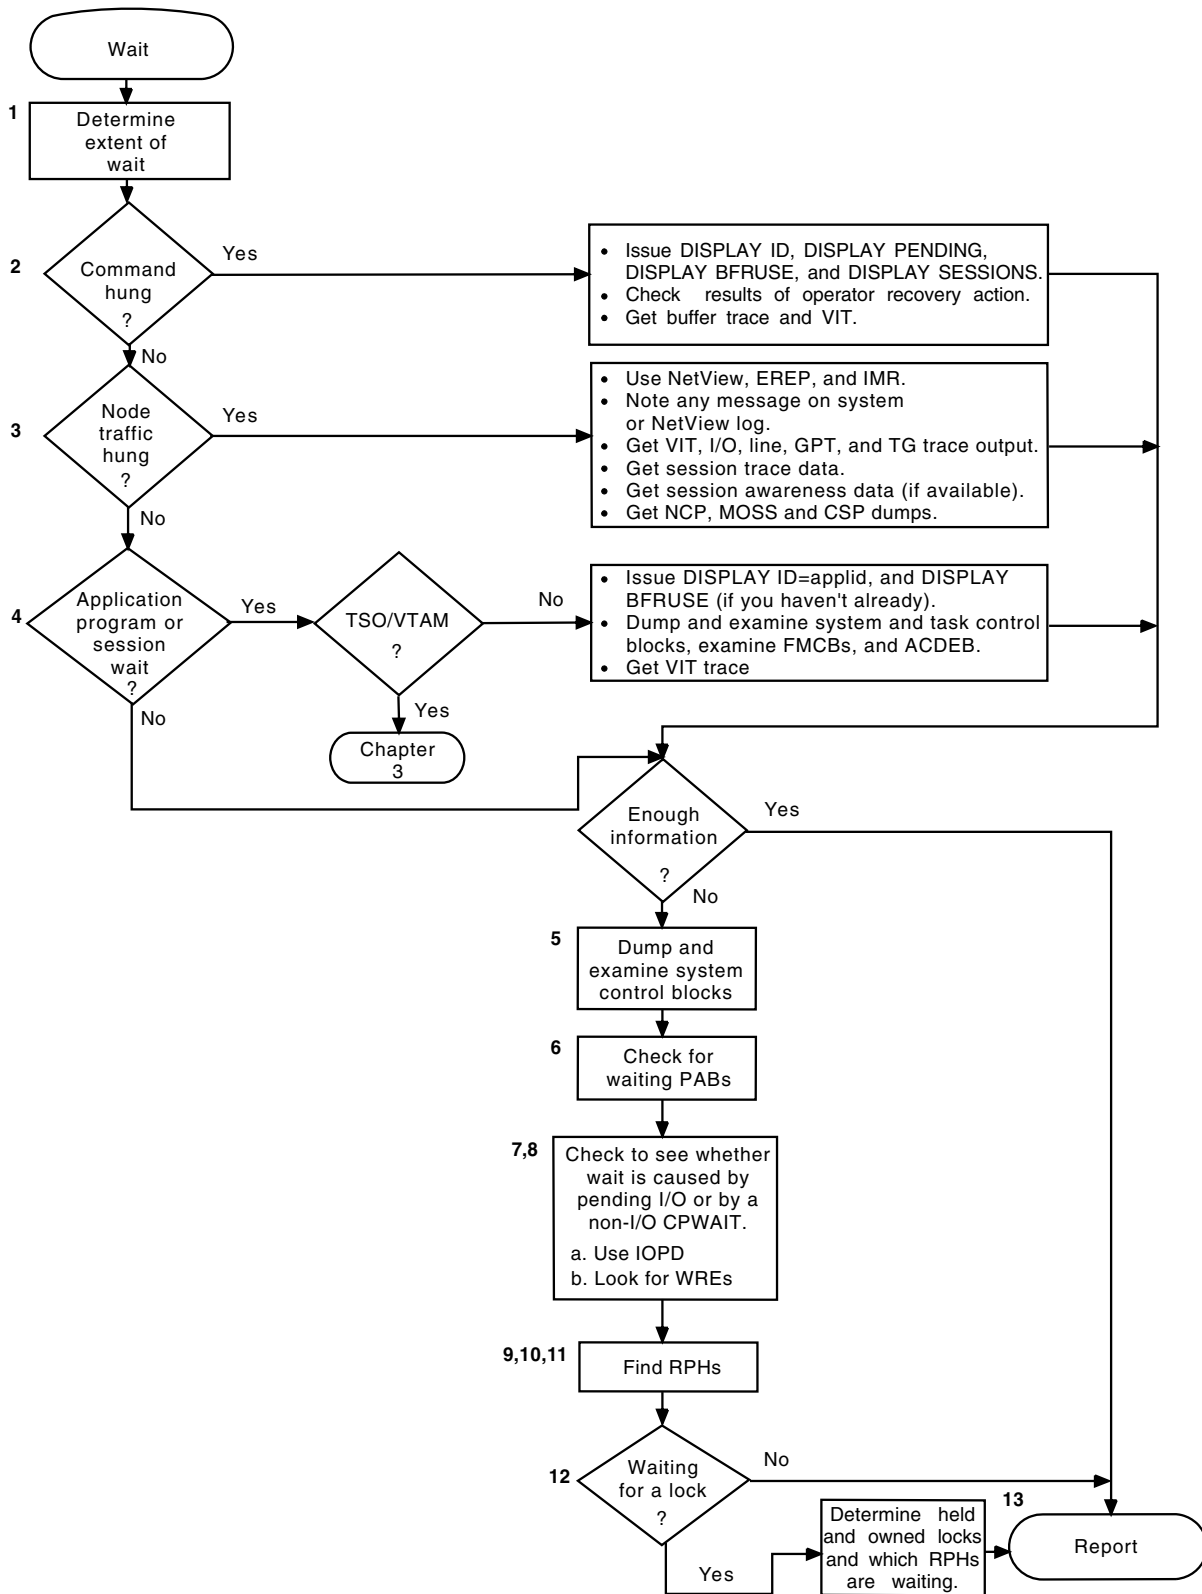 Wait
1
Determine
extent of
wait
2
Command
hung
?
Yes
• Issue DISPLAY ID, DISPLAY PENDING,
DISPLAY BFRUSE, and DISPLAY SESSIONS.
• Check results of operator recovery action.
• Get buffer trace and VIT.
No
3
Node
traffic
hung
?
Yes
• Use NetView, EREP, and IMR.
• Note any message on system
or NetView log.
• Get VIT, I/O, line, GPT, and TG trace output.
• Get session trace data.
• Get session awareness data (if available).
• Get NCP, MOSS and CSP dumps.
No
4
Application
program or
session
wait
?
Yes
TSO/VTAM
?
No
• Issue DISPLAY ID=applid, and DISPLAY
BFRUSE (if you haven't already).
• Dump and examine system and task control
blocks, examine FMCBs, and ACDEB.
• Get VIT trace
No
Yes
Chapter
3
Enough
information
?
Yes
No
5
Dump and
examine system
control blocks
6
Check for
waiting PABs
7,8
Check to see whether
wait is caused by
pending I/O or by a
non-I/O CPWAIT.
a. Use IOPD
b. Look for WREs
9,10,11
Find RPHs
12
Waiting
for a lock
?
No
Yes
Determine held
and owned locks
and which RPHs
are waiting.
13
Report